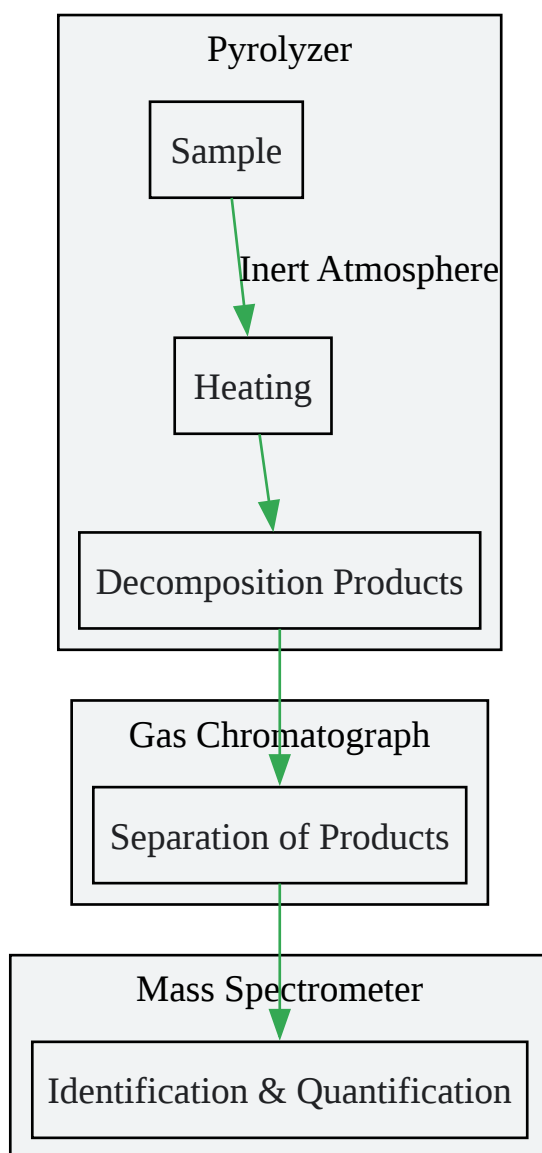 Pyrolyzer
Sample
Inert Atmosphere
Heating
Decomposition Products
Gas Chromatograph
Separation of Products
Mass Spectrometer
Identification & Quantification